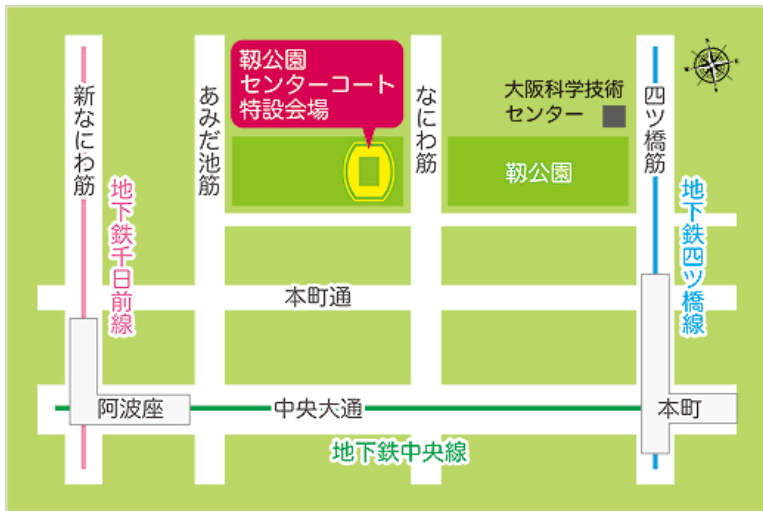 靭公園
センターコート
特設会場
新なにわ筋
あみだ池筋
なにわ筋
大阪科学技術
センター
四ツ橋筋
靭公園
地下鉄千日前線
地下鉄四ツ橋線
本町通
阿波座
中央大通
本町
地下鉄中央線